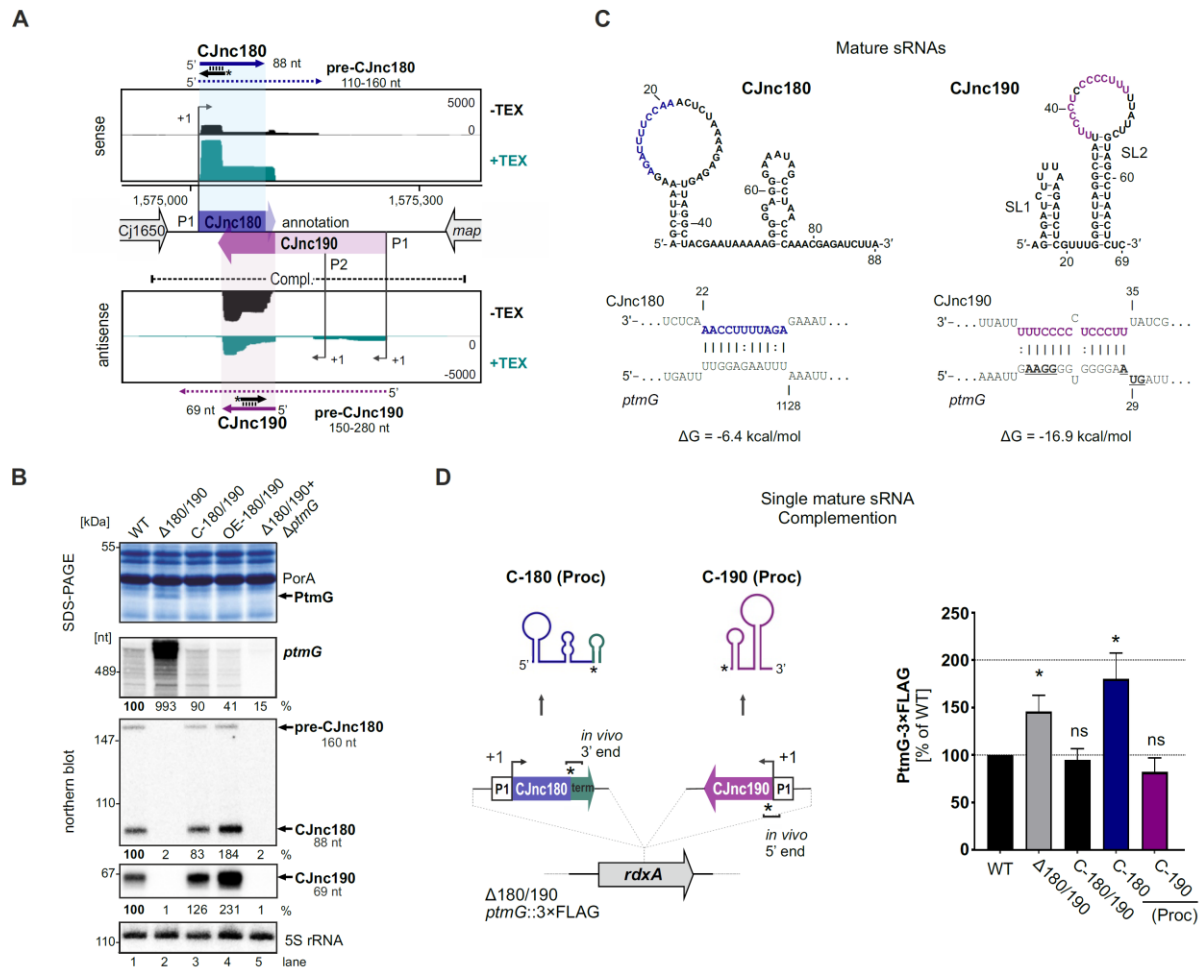 A
CJnc180
5'
88 nt
*
5'
pre-CJnc180
110-160 nt
sense
+1
5000
0
-TEX
+TEX
1,575,000
1,575,300
P1
Cj1650
CJnc180
annotation
map
CJnc190
P1
P2
Compl.
antisense
-TEX
+1
+1
0
-5000
+TEX
5'
*
69 nt
5'
CJnc190
pre-CJnc190
150-280 nt
B
[kDa]
WT
Δ180/190
C-180/190
OE-180/190
Δ180/190+
ΔptmG
SDS-PAGE
55
PorA
PtmG
[nt]
ptmG
489
100 993 90 41 15 %
northern blot
pre-CJnc180
160 nt
147
110
CJnc180
88 nt
100 2 83 184 2 %
67
CJnc190
69 nt
100 1 126 231 1 %
110
5S rRNA
1 2 3 4 5 lane
C
Mature sRNAs
CJnc180
CJnc190
20
40
60
80
88
5'-
-3'
UACGAAUAAAAAG
CAAACGAGAUCUUA
40
60
20
69
SL1
SL2
5'-
CGUUUG
CUC
-3'
CJnc180
22
3'– ...UCUCA
AACCUUUUAGA
GAAAU...
5'
...UGAUU
UUGGAGAAUUU
AAAUU...
ptmG
1128
ΔG = -6.4 kcal/mol
CJnc190
35
3'– ...UUAUU
UUUCCCC
C
UCCCUU
UAUCG...
5'
...AAAUU
GAAGG
U
GGGGAA
UGAUU...
ptmG
29
ΔG = -16.9 kcal/mol
D
Single mature sRNA
Complemention
C-180 (Proc)
C-190 (Proc)
5'
*
*
3'
in vivo
3' end
+1
*
P1
CJnc180
term
+1
CJnc190
P1
*
in vivo
5' end
rdxA
Δ180/190
ptmG::3×FLAG
PtmG-3×FLAG
[% of WT]
250
200
150
100
50
0
*
ns
*
ns
WT
Δ180/190
C-180/190
C-180
C-190
(Proc)